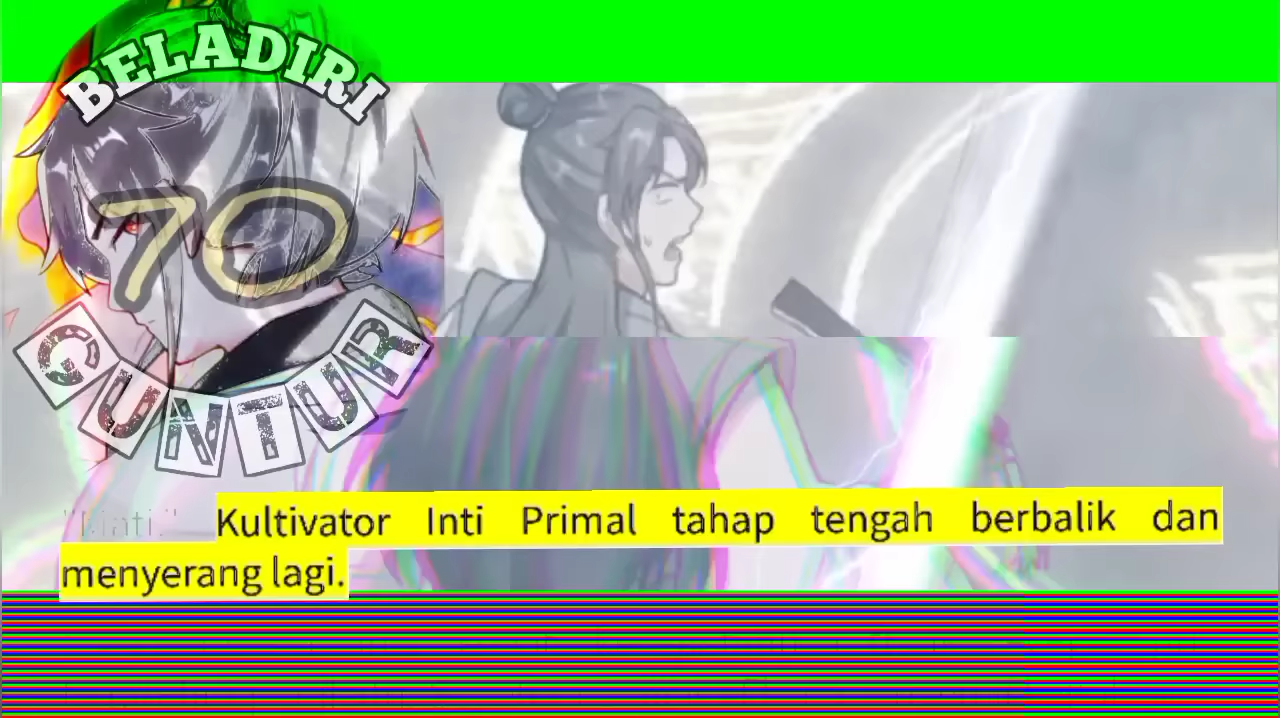 BELADIRI
70
GUNTUR
Kultivator Inti Primal tahap tengah berbalik dan
menyerang lagi.